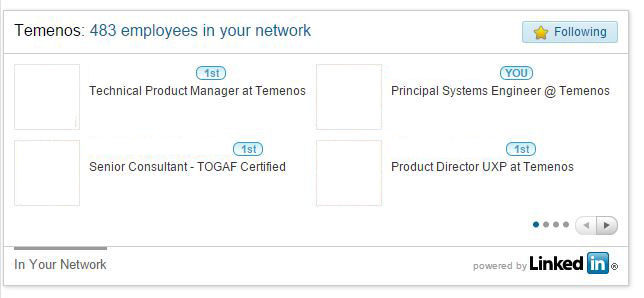 Temenos: 483 employees in your network
Following
1st
Technical Product Manager at Temenos
YOU
Principal Systems Engineer @ Temenos
1st
Senior Consultant - TOGAF Certified
1st
Product Director UXP at Temenos
In Your Network
powered by Linked in ®